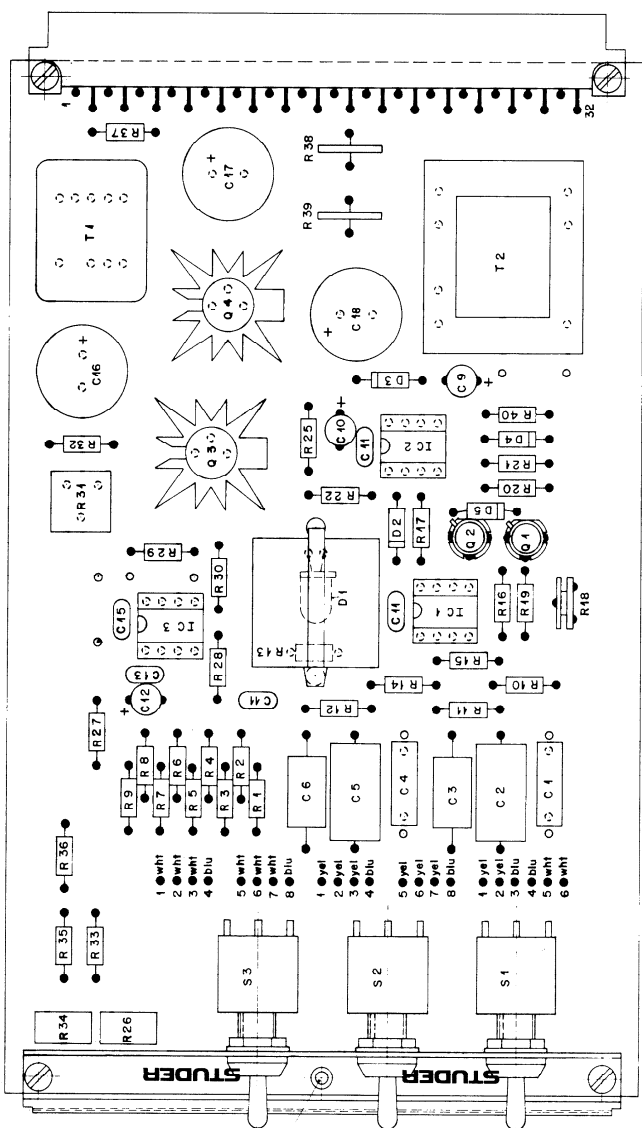 1
32
R37
R38
C17
+
T1
R39
Q4
T2
C18
+
C16
+
D3
C9
+
R32
R25
C10
+
C11
IC2
R40
D4
R21
R20
Q3
R31
R22
D2
R17
D5
Q2
Q1
R29
R30
D1
C15
IC3
C11
IC1
R16
R19
R18
R13
C13
C12
+
R28
C11
R15
R14
R10
R12
R11
R27
R8
R6
R4
R2
R9
R7
R5
R3
R1
C6
C5
C4
C3
C2
C1
R36
1 wht
2 wht
3 wht
4 blu
5 wht
6 wht
7 wht
8 blu
1 yel
2 yel
3 yel
4 blu
5 yel
6 yel
7 yel
8 blu
1 yel
2 yel
3 blu
4 blu
5 wht
6 wht
R35
R33
S3
S2
S1
R34
R26
STUDER
STUDER